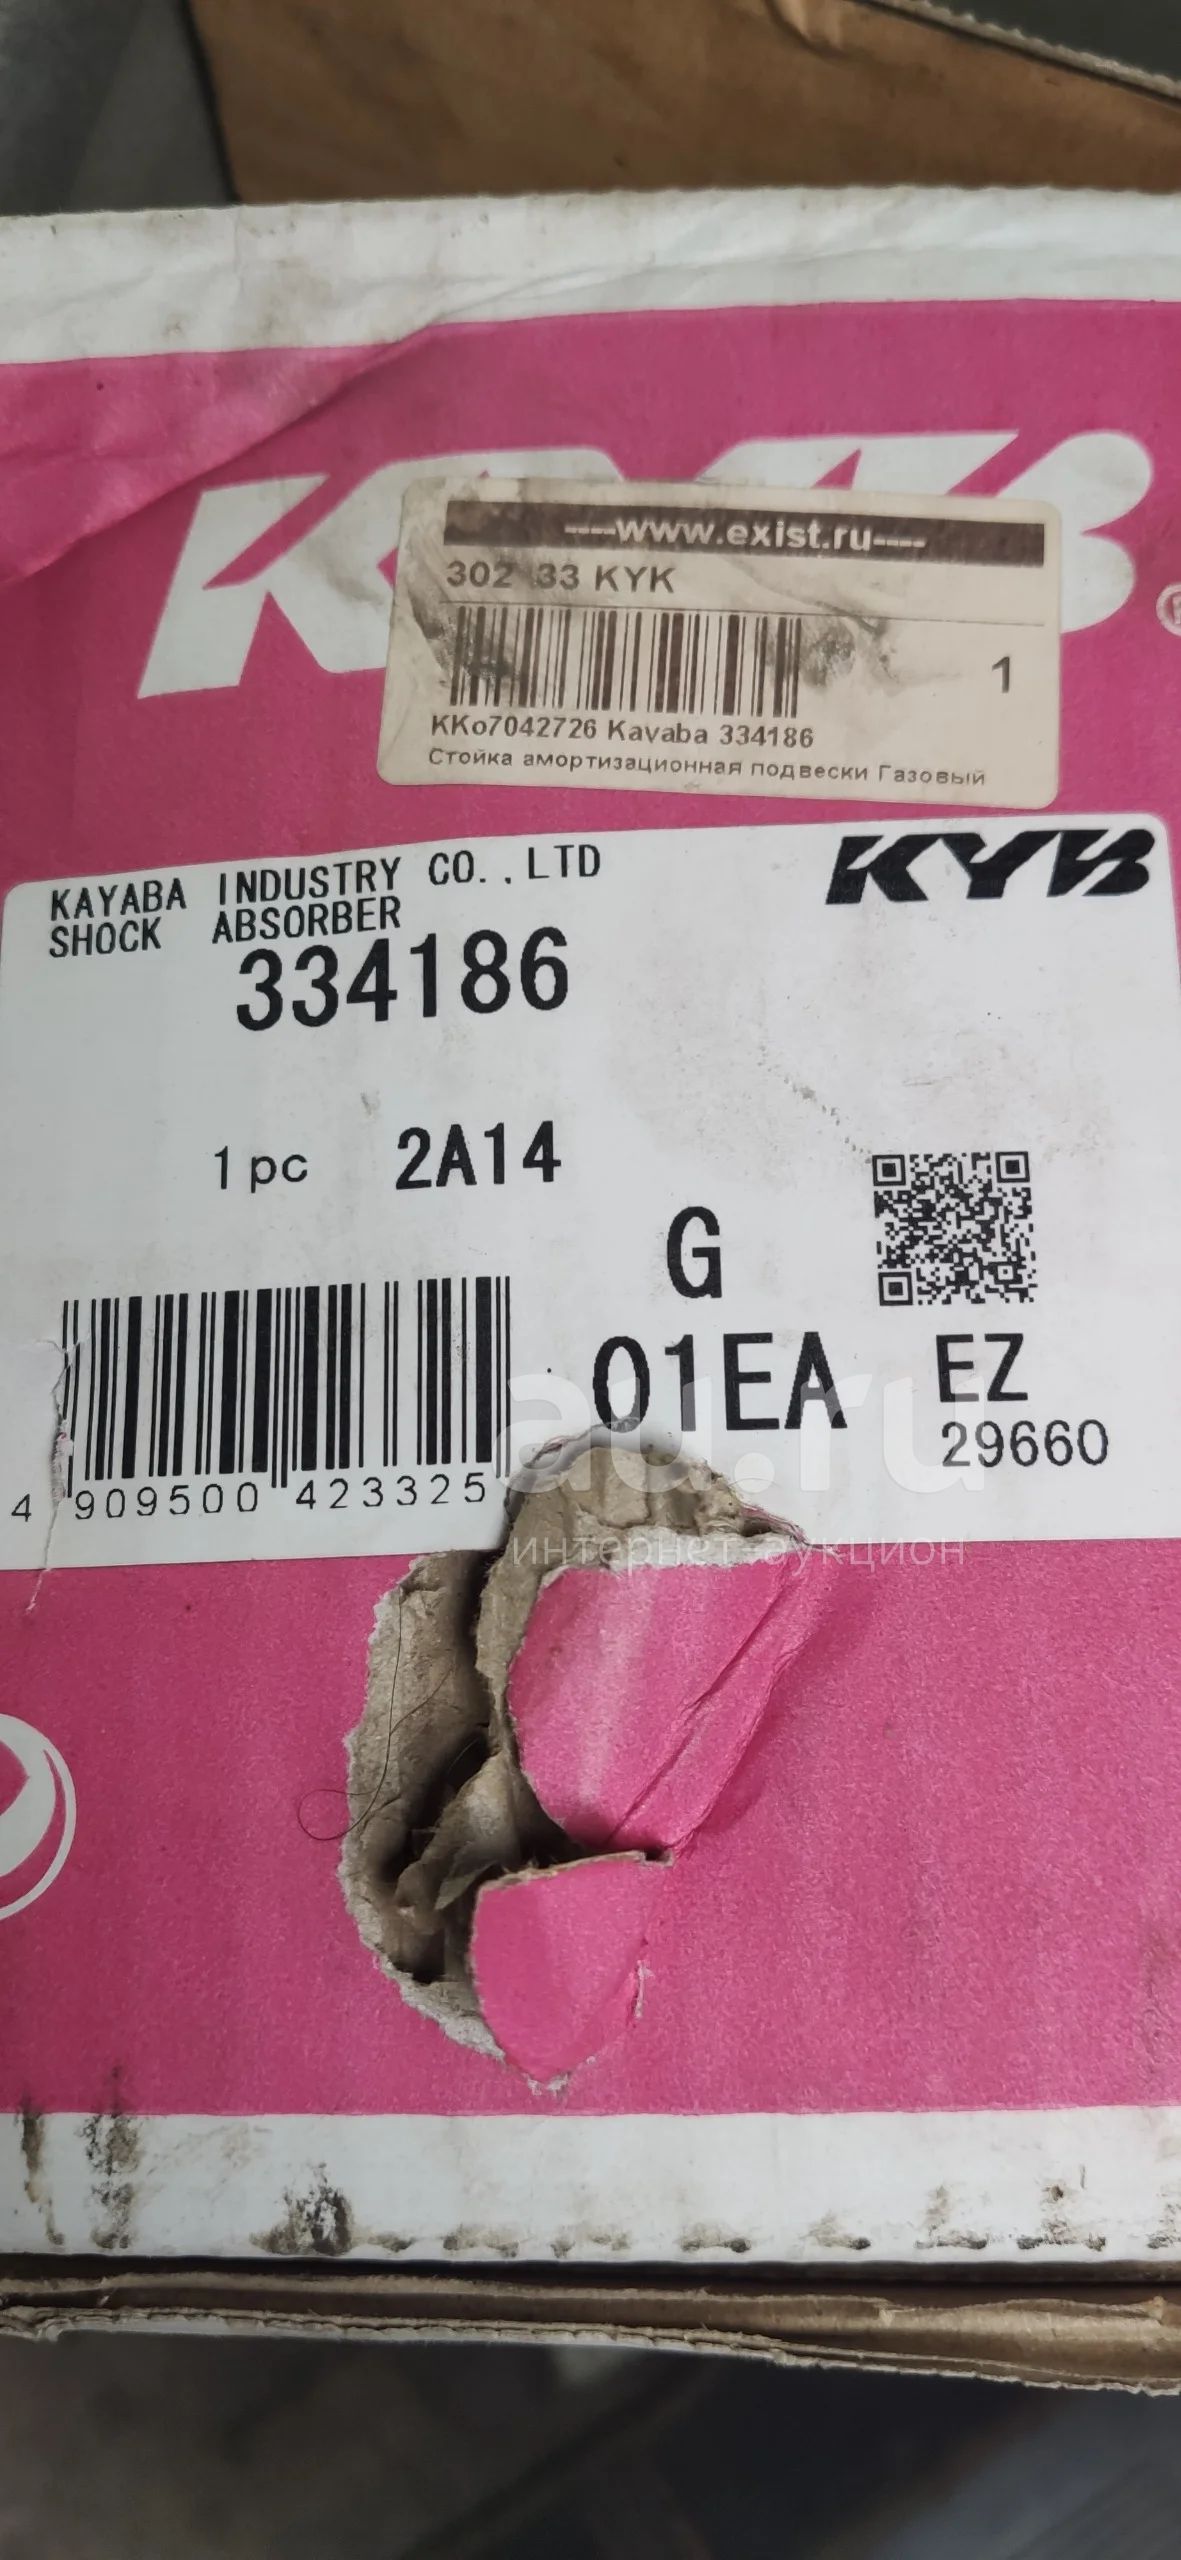 KYB
----www.exist.ru----
302 33 KYK
1
KKo7042726 Kayaba 334186
Стойка амортизационная подвески Газовый
KAYABA INDUSTRY CO.,LTD
KYB
SHOCK ABSORBER
334186
1pc 2A14
G
01EA EZ
29660
4 909500 423325
au.ru
интернет-аукцион